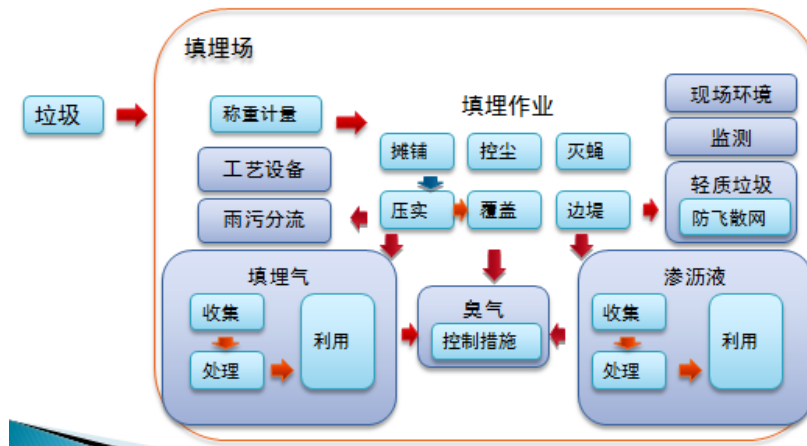 填埋场
垃圾
称重计量
填埋作业
现场环境
监测
摊铺
控尘
灭蝇
工艺设备
轻质垃圾
防飞散网
雨污分流
压实
覆盖
边堤
填埋气
收集
处理
利用
臭气
控制措施
渗沥液
收集
处理
利用